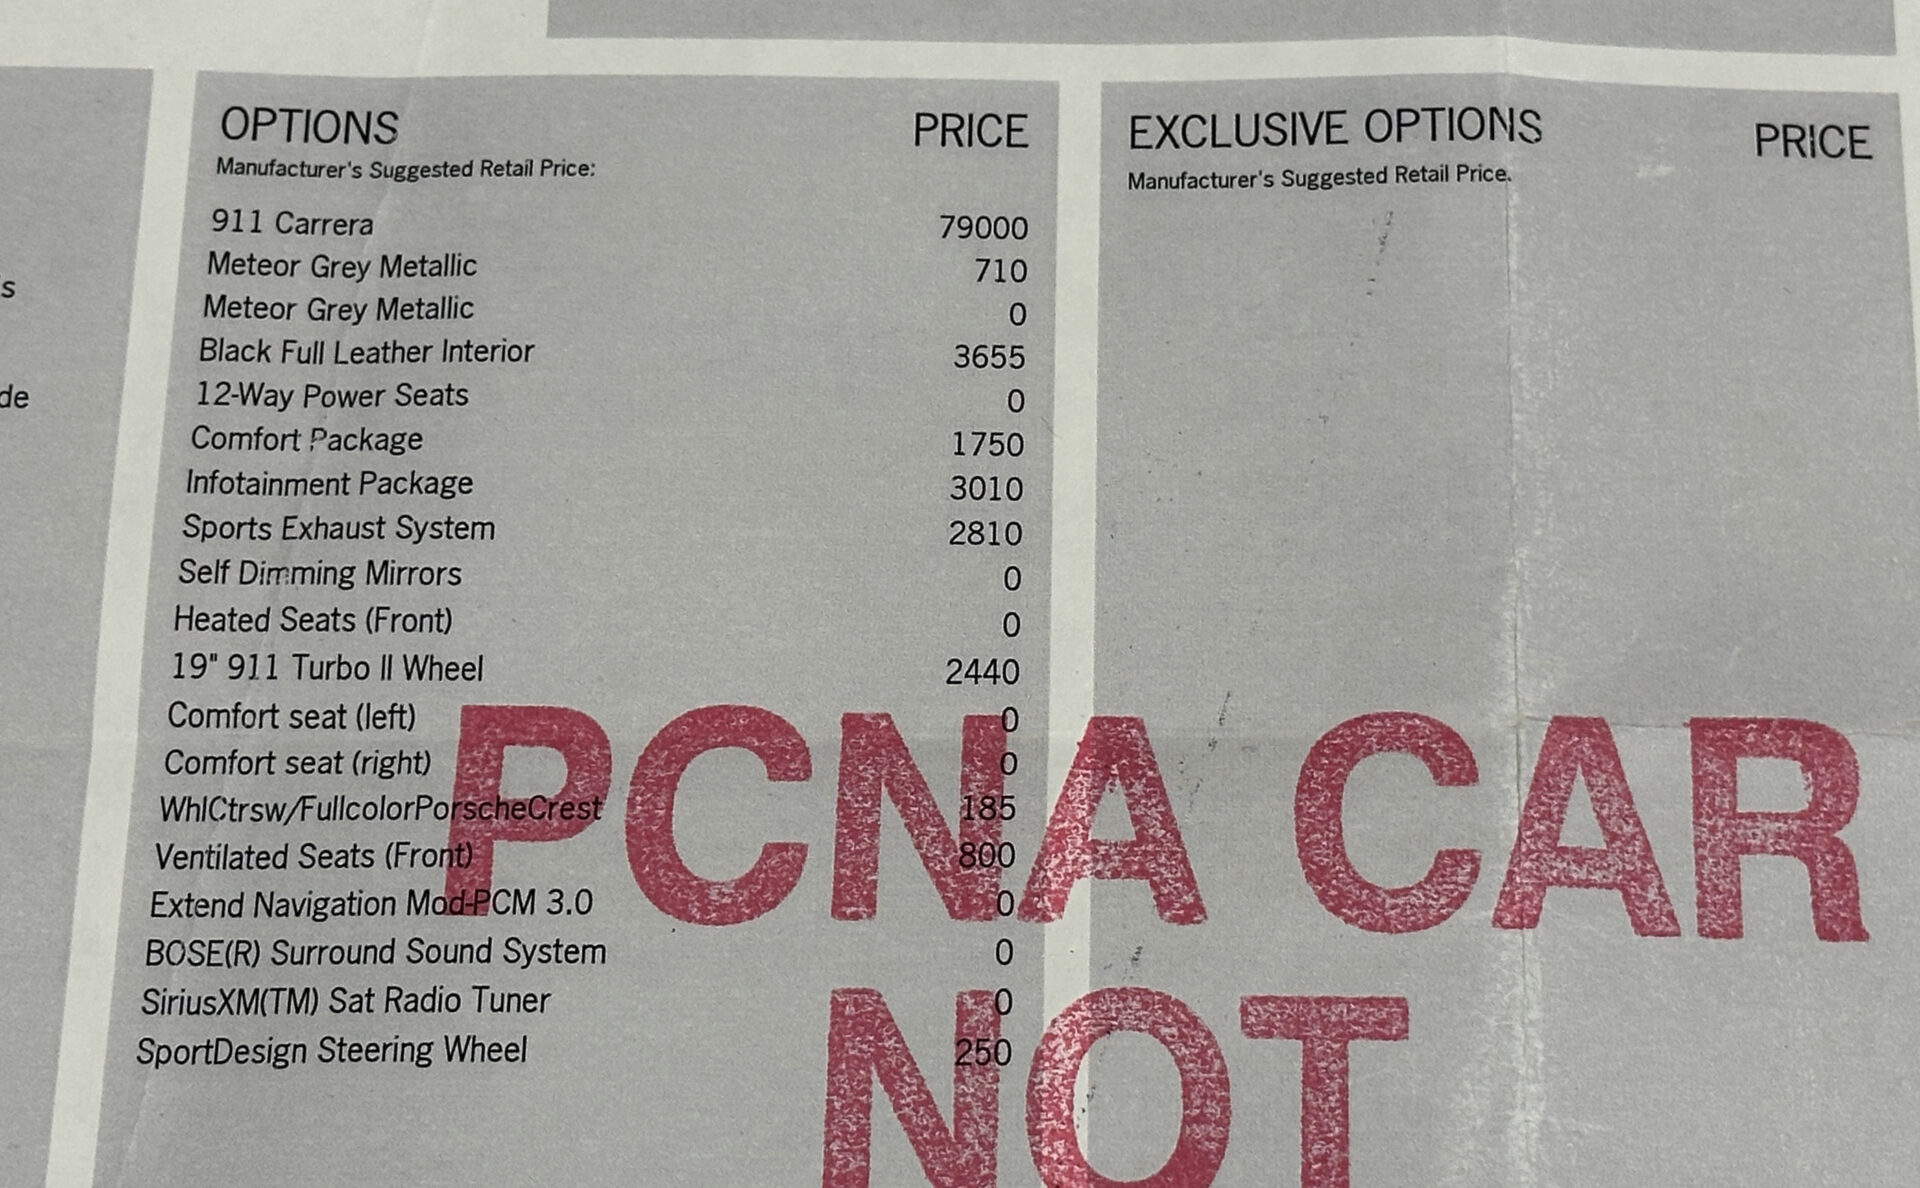 OPTIONS PRICE
Manufacturer's Suggested Retail Price:
911 Carrera 79000
Meteor Grey Metallic 710
Meteor Grey Metallic 0
Black Full Leather Interior 3655
12-Way Power Seats 0
Comfort Package 1750
Infotainment Package 3010
Sports Exhaust System 2810
Self Dimming Mirrors 0
Heated Seats (Front) 0
19" 911 Turbo II Wheel 2440
Comfort seat (left) 0
Comfort seat (right) 0
WhlCtrsw/FullcolorPorscheCrest 185
Ventilated Seats (Front) 800
Extend Navigation Mod-PCM 3.0 0
BOSE(R) Surround Sound System 0
SiriusXM(TM) Sat Radio Tuner 0
SportDesign Steering Wheel 250
EXCLUSIVE OPTIONS PRICE
Manufacturer's Suggested Retail Price.
PCNA CAR
NOT